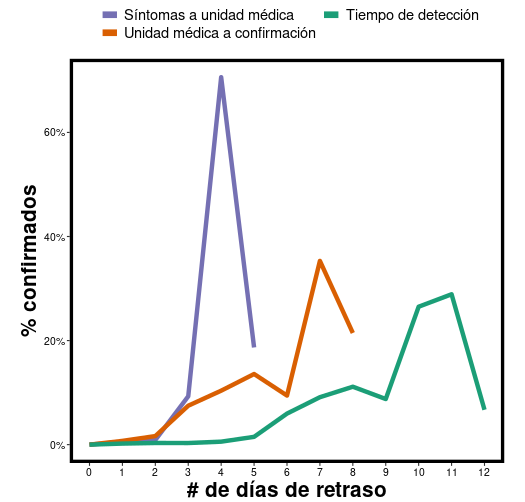 Síntomas a unidad médica
Tiempo de detección
Unidad médica a confirmación
% confirmados
60%
40%
20%
0%
0 1 2 3 4 5 6 7 8 9 10 11 12
# de días de retraso